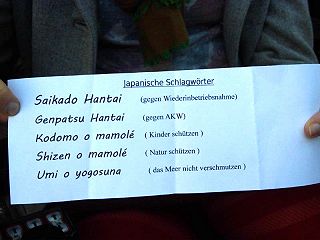 Japanische Schlagwörter
Saikado Hantai (gegen Wiederinbetriebsnahme)
Genpatsu Hantai (gegen AKW)
Kodomo o mamolé ( Kinder schützen )
Shizen o mamolé ( Natur schützen )
Umi o yogosuna ( das Meer nicht verschmutzen )